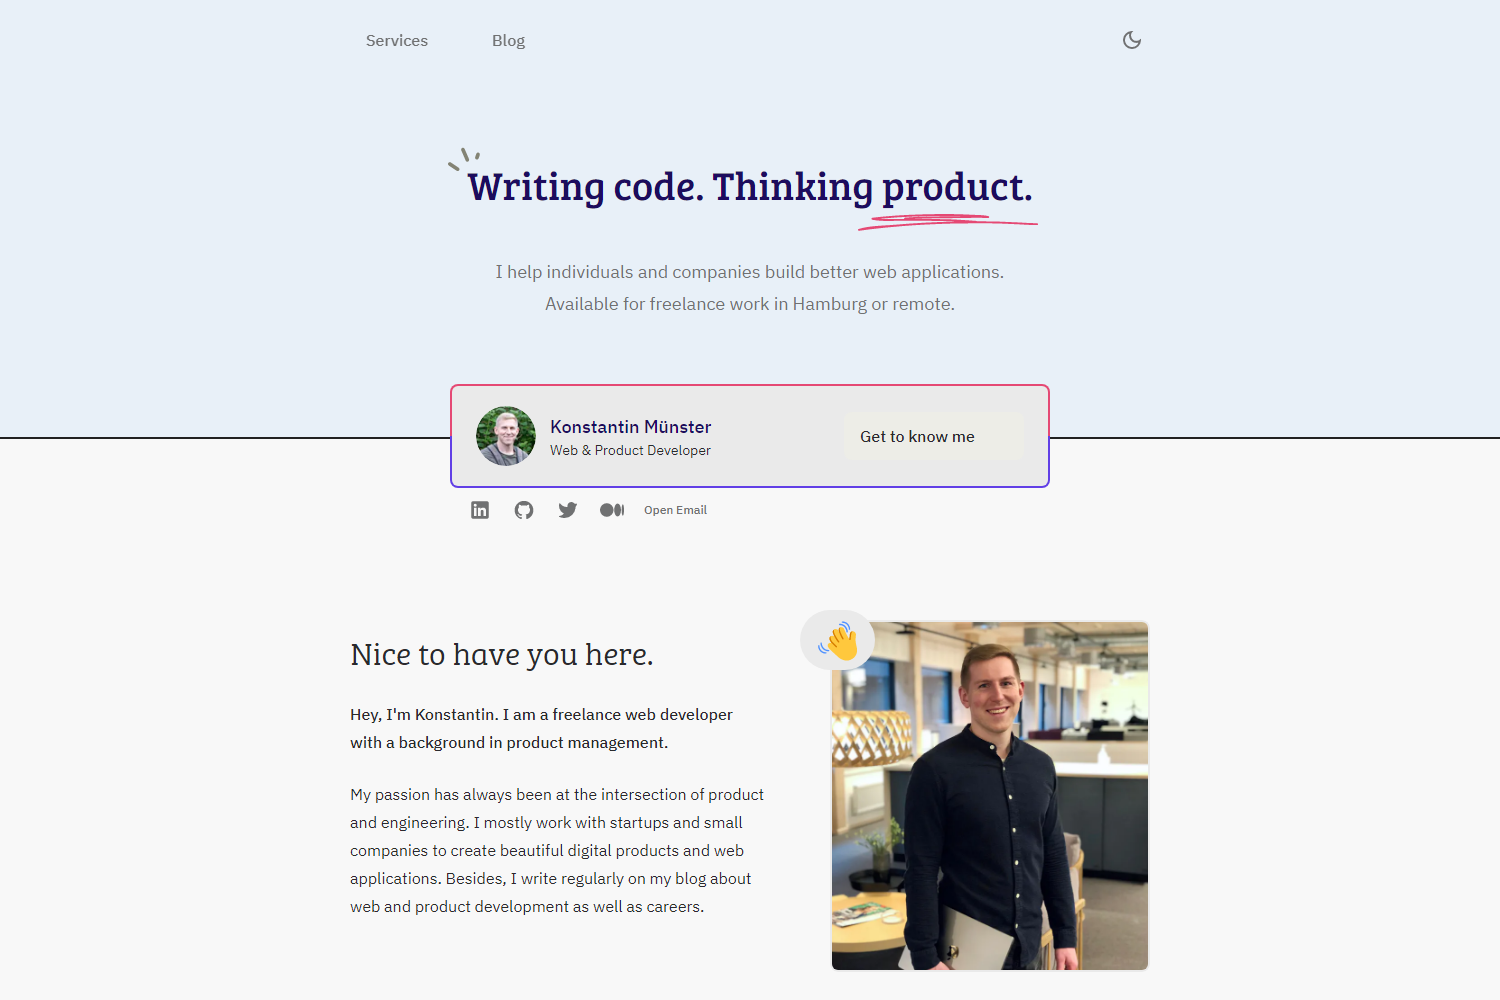 Services
Blog
Writing code. Thinking product.
I help individuals and companies build better web applications.
Available for freelance work in Hamburg or remote.
Konstantin Münster
Web & Product Developer
Get to know me
Open Email
Nice to have you here.
Hey, I'm Konstantin. I am a freelance web developer
with a background in product management.
My passion has always been at the intersection of product
and engineering. I mostly work with startups and small
companies to create beautiful digital products and web
applications. Besides, I write regularly on my blog about
web and product development as well as careers.